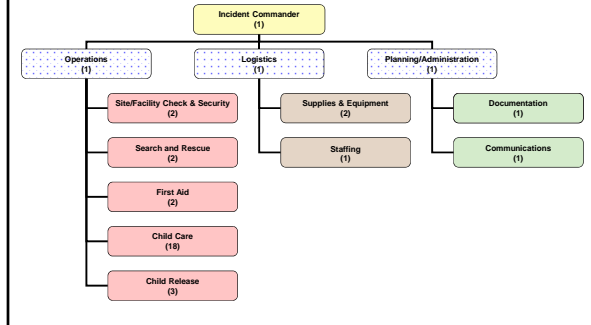 Incident Commander
(1)
Operations
(1)
Logistics
(1)
Planning/Administration
(1)
Site/Facility Check & Security
(2)
Supplies & Equipment
(2)
Documentation
(1)
Search and Rescue
(2)
Staffing
(1)
Communications
(1)
First Aid
(2)
Child Care
(18)
Child Release
(3)